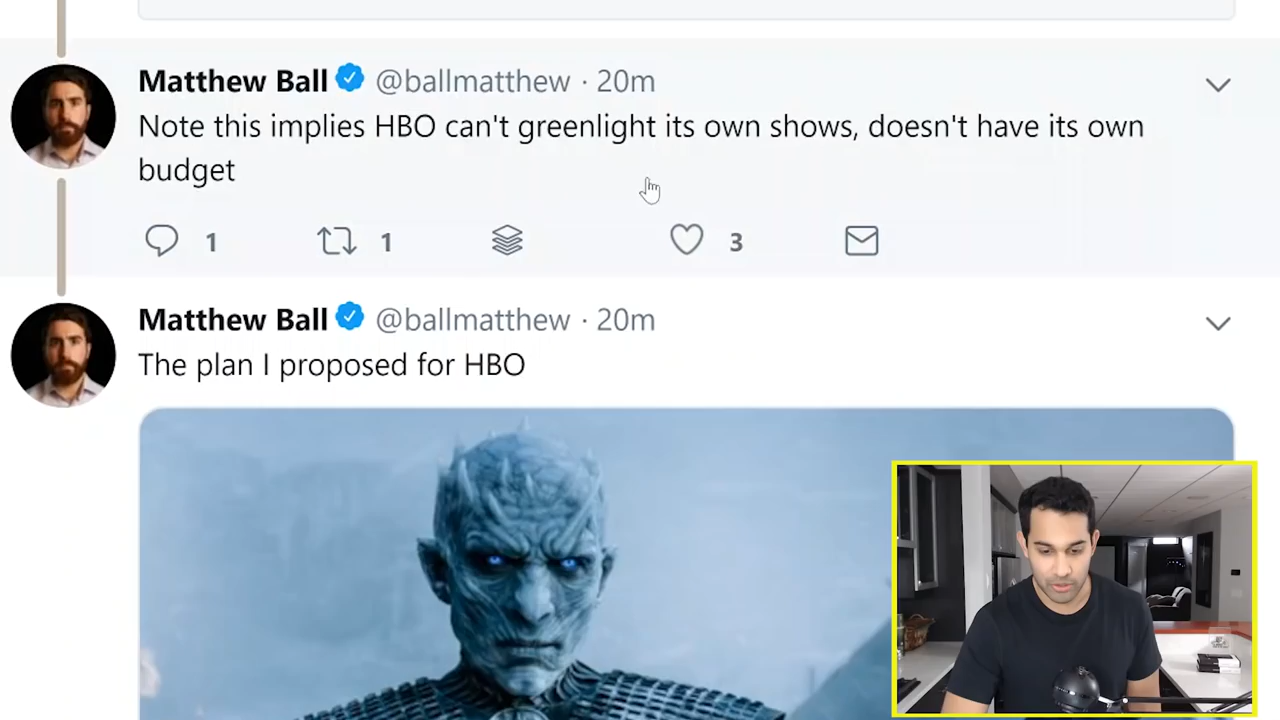 Matthew Ball @ballmatthew · 20m
Note this implies HBO can't greenlight its own shows, doesn't have its own
budget
1 1 3
Matthew Ball @ballmatthew · 20m
The plan I proposed for HBO